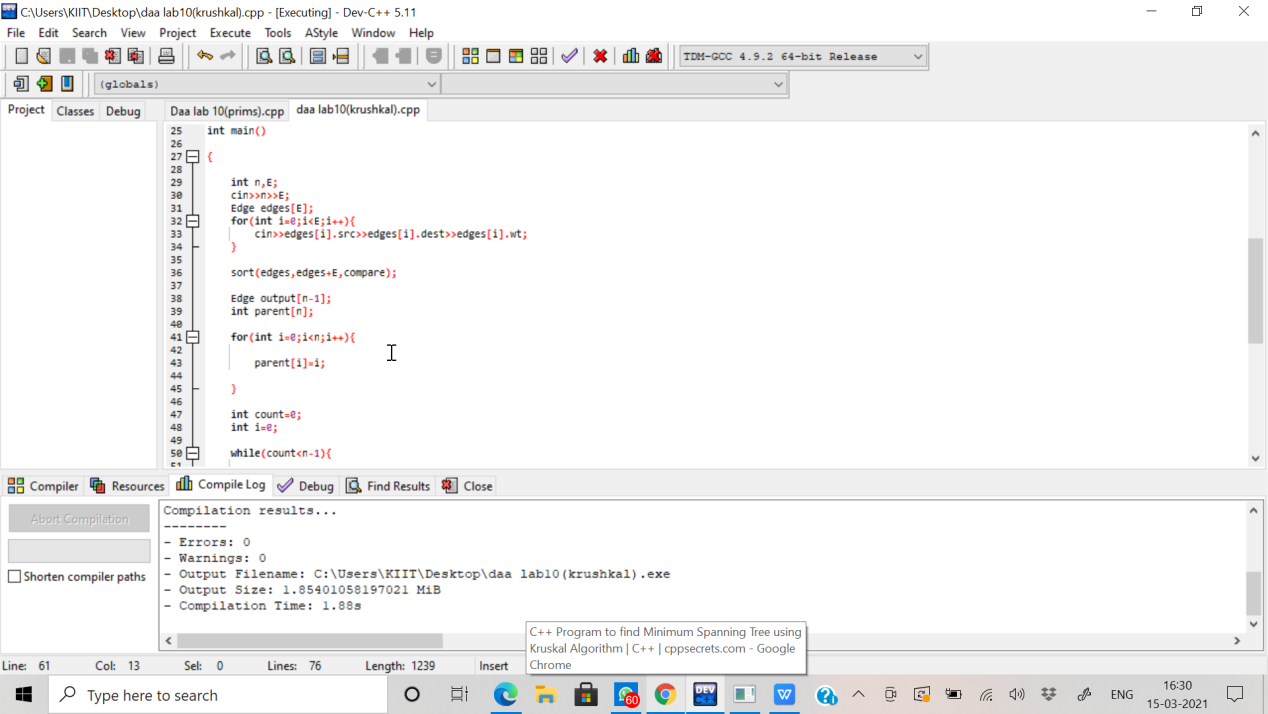 C:\Users\KIIT\Desktop\daa lab10(krushkal).cpp - [Executing] - Dev-C++ 5.11
File Edit Search View Project Execute Tools AStyle Window Help
TDM-GCC 4.9.2 64-bit Release
(globals)
Project Classes Debug Daa lab 10(prims).cpp daa lab10(krushkal).cpp
25 int main()
26
27 {
28
29 int n,E;
30 cin>>n>>E;
31 Edge edges[E];
32 for(int i=0;i<E;i++){
33 cin>>edges[i].src>>edges[i].dest>>edges[i].wt;
34 }
35
36 sort(edges,edges+E,compare);
37
38 Edge output[n-1];
39 int parent[n];
40
41 for(int i=0;i<n;i++){
42
43 parent[i]=i;
44
45 }
46
47 int count=0;
48 int i=0;
49
50 while(count<n-1){
51
Compiler Resources Compile Log Debug Find Results Close
Abort Compilation
Shorten compiler paths
Compilation results...
--------
- Errors: 0
- Warnings: 0
- Output Filename: C:\Users\KIIT\Desktop\daa lab10(krushkal).exe
- Output Size: 1.85401058197021 MiB
- Compilation Time: 1.88s
C++ Program to find Minimum Spanning Tree using
Kruskal Algorithm | C++ | cppsecrets.com - Google
Chrome
Line: 61 Col: 13 Sel: 0 Lines: 76 Length: 1239 Insert
Type here to search
60
DEV
ENG
16:30
15-03-2021